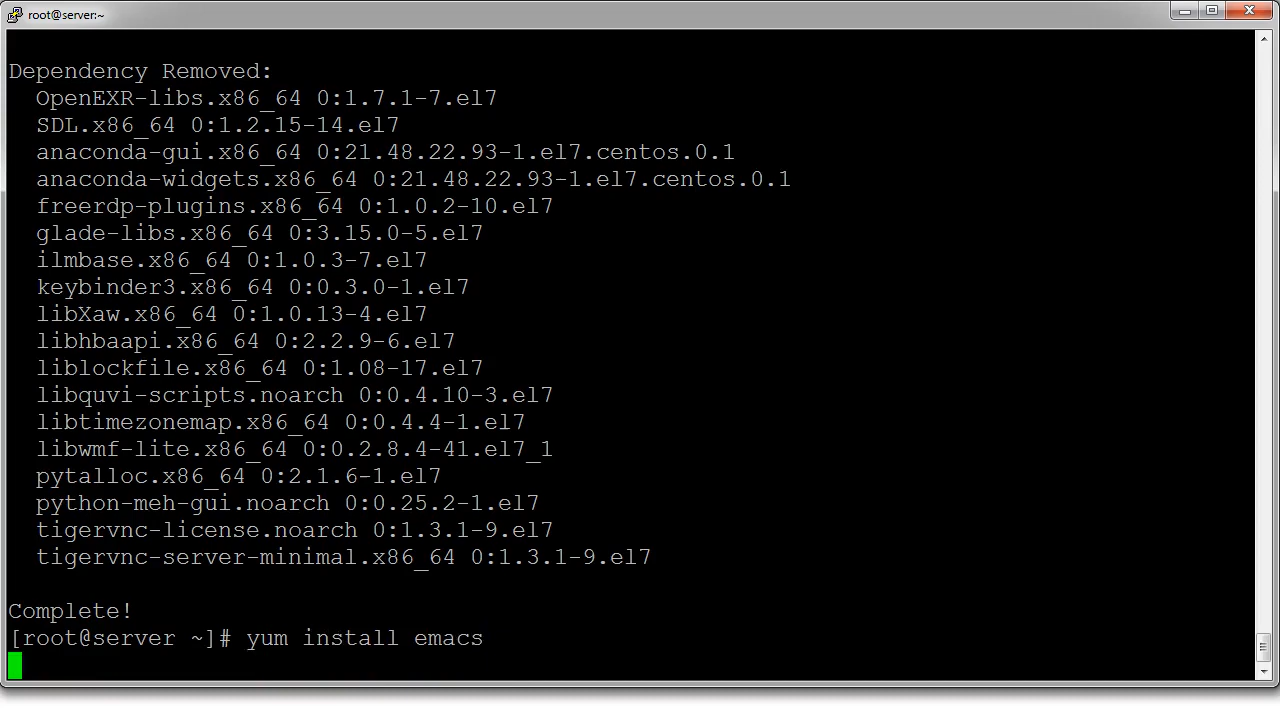 root@server:~
Dependency Removed:
  OpenEXR-libs.x86_64 0:1.7.1-7.el7
  SDL.x86_64 0:1.2.15-14.el7
  anaconda-gui.x86_64 0:21.48.22.93-1.el7.centos.0.1
  anaconda-widgets.x86_64 0:21.48.22.93-1.el7.centos.0.1
  freerdp-plugins.x86_64 0:1.0.2-10.el7
  glade-libs.x86_64 0:3.15.0-5.el7
  ilmbase.x86_64 0:1.0.3-7.el7
  keybinder3.x86_64 0:0.3.0-1.el7
  libXaw.x86_64 0:1.0.13-4.el7
  libhbaapi.x86_64 0:2.2.9-6.el7
  liblockfile.x86_64 0:1.08-17.el7
  libquvi-scripts.noarch 0:0.4.10-3.el7
  libtimezonemap.x86_64 0:0.4.4-1.el7
  libwmf-lite.x86_64 0:0.2.8.4-41.el7_1
  pytalloc.x86_64 0:2.1.6-1.el7
  python-meh-gui.noarch 0:0.25.2-1.el7
  tigervnc-license.noarch 0:1.3.1-9.el7
  tigervnc-server-minimal.x86_64 0:1.3.1-9.el7
Complete!
[root@server ~]# yum install emacs